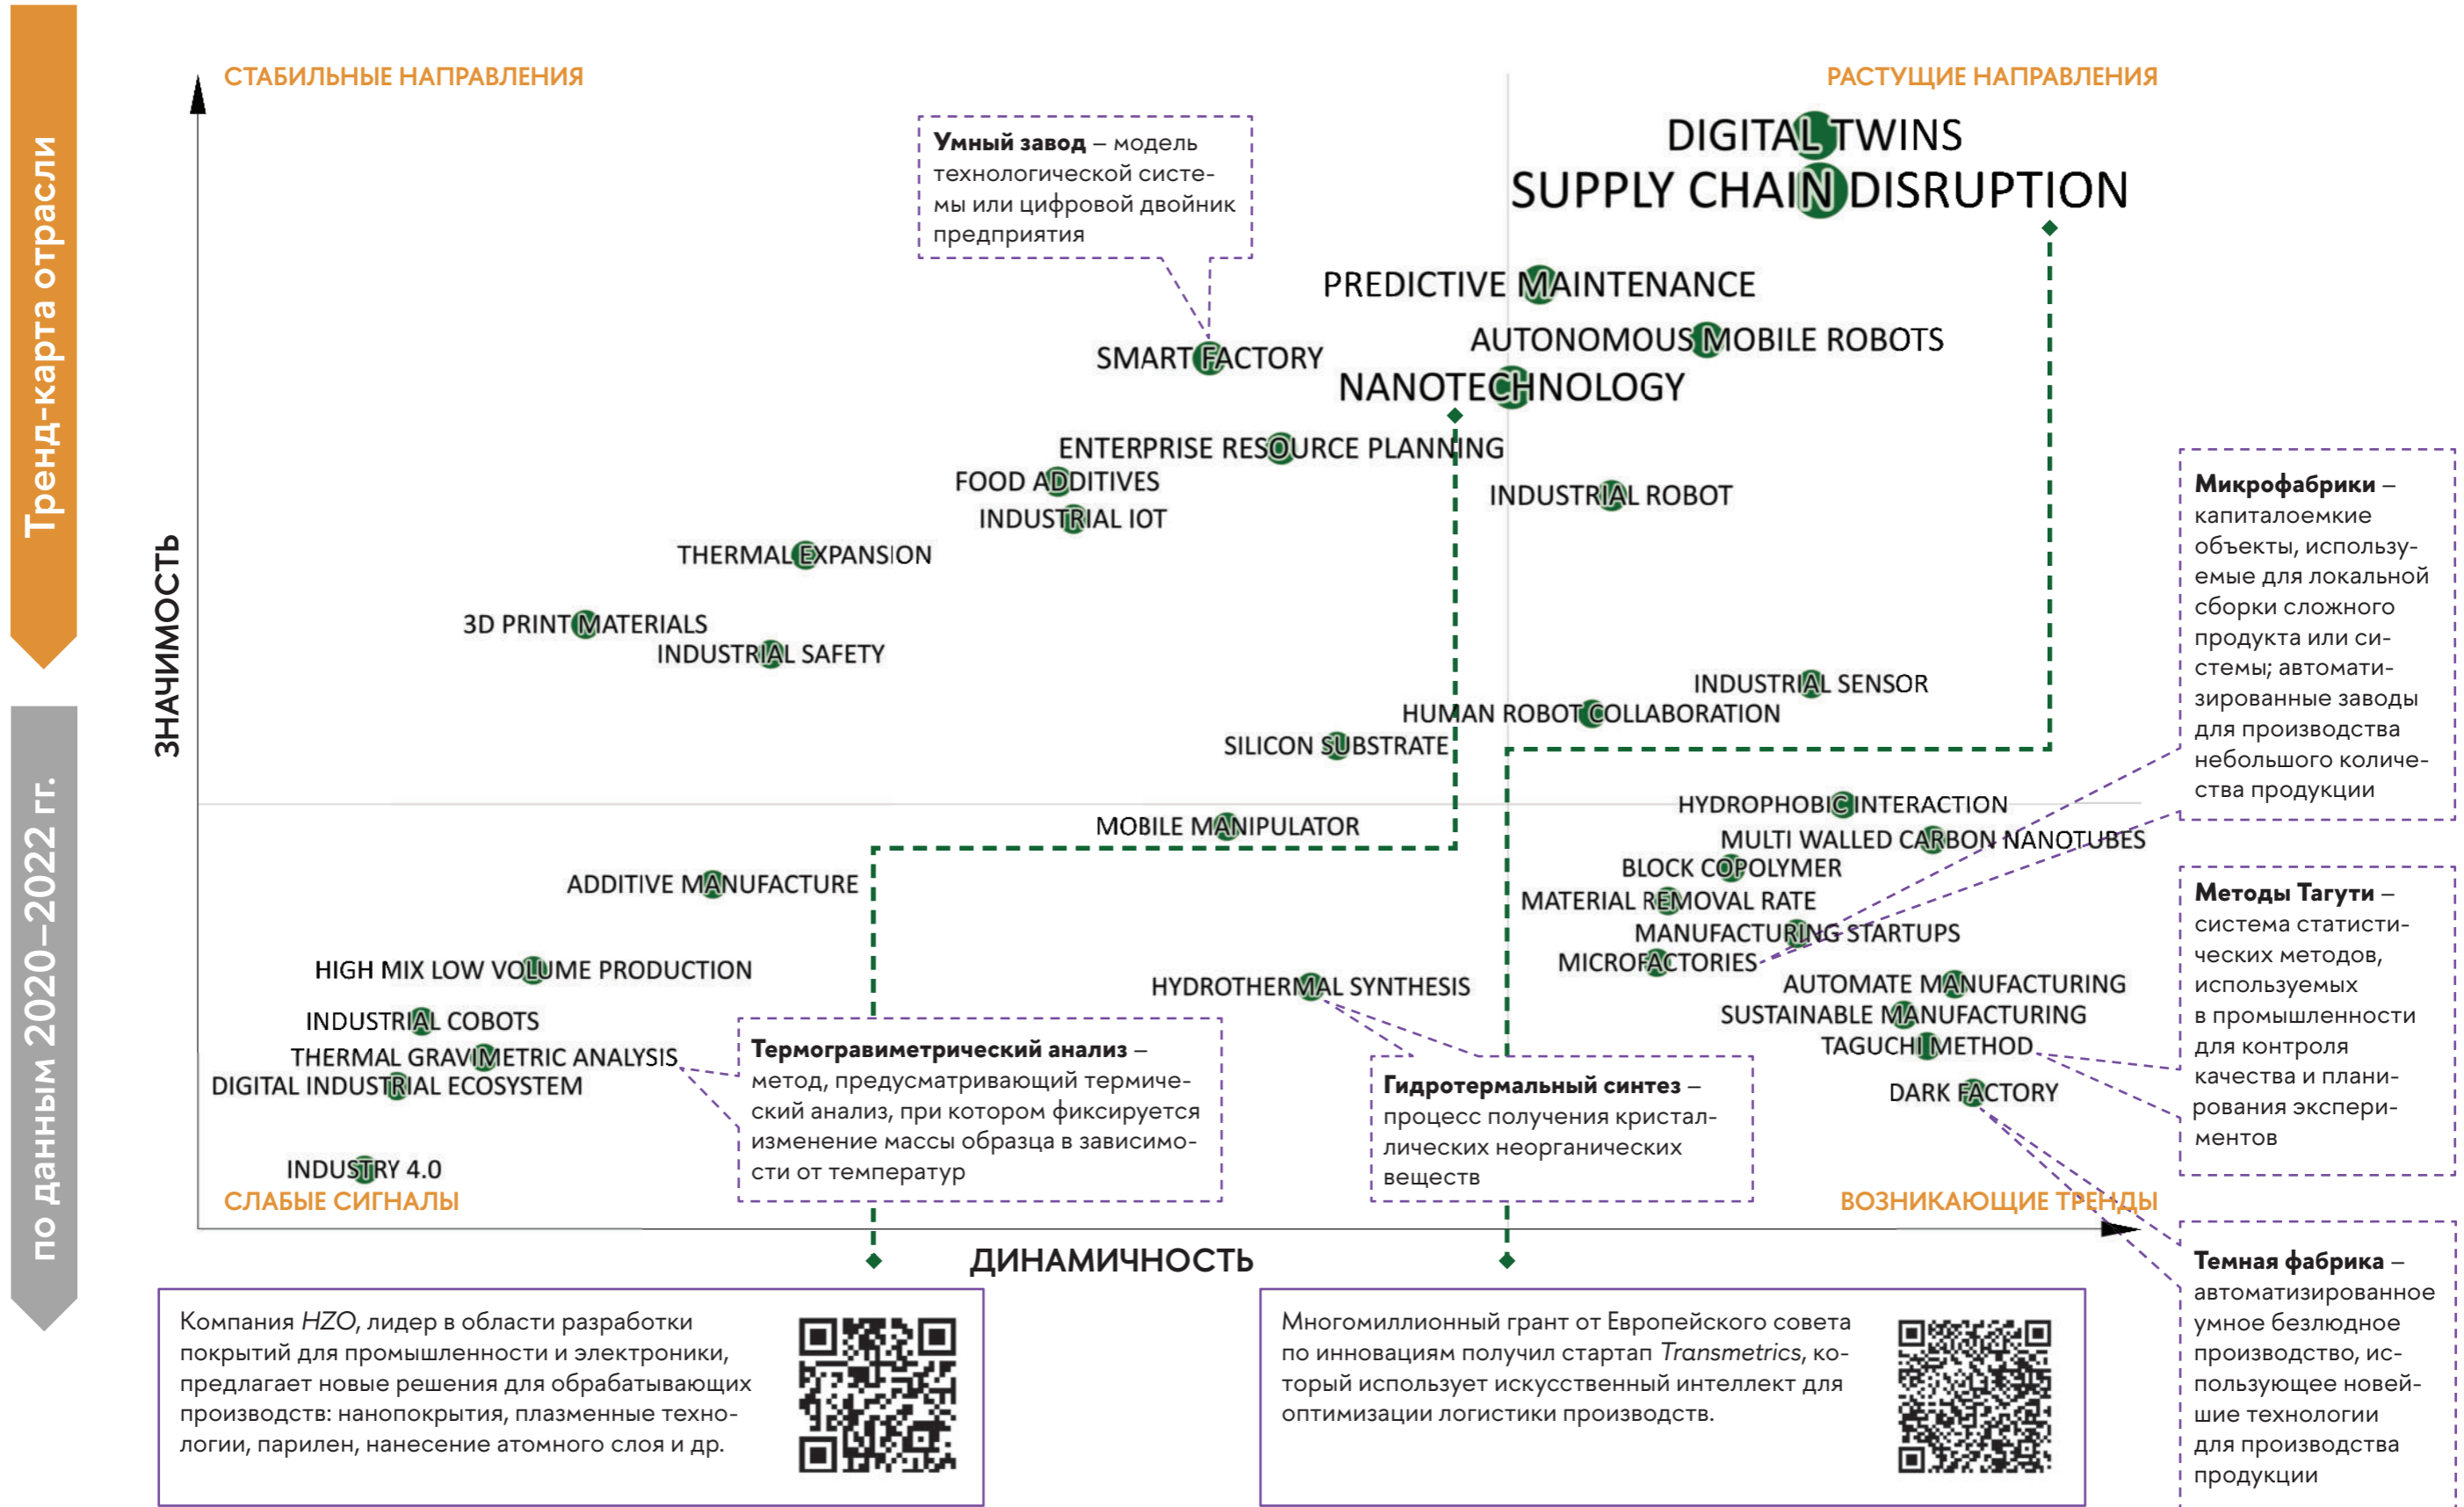 Тренд-карта отрасли
по данным 2020–2022 гг.
СТАБИЛЬНЫЕ НАПРАВЛЕНИЯ
РАСТУЩИЕ НАПРАВЛЕНИЯ
ЗНАЧИМОСТЬ
Умный завод – модель
технологической систе-
мы или цифровой двойник
предприятия
DIGITAL TWINS
SUPPLY CHAIN DISRUPTION
PREDICTIVE MAINTENANCE
AUTONOMOUS MOBILE ROBOTS
SMART FACTORY
NANOTECHNOLOGY
ENTERPRISE RESOURCE PLANNING
FOOD ADDITIVES
INDUSTRIAL ROBOT
INDUSTRIAL IOT
THERMAL EXPANSION
3D PRINT MATERIALS
INDUSTRIAL SAFETY
INDUSTRIAL SENSOR
HUMAN ROBOT COLLABORATION
SILICON SUBSTRATE
Микрофабрики –
капиталоемкие
объекты, использу-
емые для локальной
сборки сложного
продукта или си-
стемы; автомати-
зированные заводы
для производства
небольшого количе-
ства продукции
HYDROPHOBIC INTERACTION
MOBILE MANIPULATOR
MULTI WALLED CARBON NANOTUBES
BLOCK COPOLYMER
ADDITIVE MANUFACTURE
MATERIAL REMOVAL RATE
MANUFACTURING STARTUPS
MICROFACTORIES
HIGH MIX LOW VOLUME PRODUCTION
HYDROTHERMAL SYNTHESIS
AUTOMATE MANUFACTURING
SUSTAINABLE MANUFACTURING
INDUSTRIAL COBOTS
TAGUCHI METHOD
THERMAL GRAVIMETRIC ANALYSIS
DIGITAL INDUSTRIAL ECOSYSTEM
DARK FACTORY
INDUSTRY 4.0
Методы Тагути –
система статисти-
ческих методов,
используемых
в промышленности
для контроля
качества и плани-
рования экспери-
ментов
Термогравиметрический анализ –
метод, предусматривающий термиче-
ский анализ, при котором фиксируется
изменение массы образца в зависимо-
сти от температур
Гидротермальный синтез –
процесс получения кристал-
лических неорганических
веществ
СЛАБЫЕ СИГНАЛЫ
ВОЗНИКАЮЩИЕ ТРЕНДЫ
ДИНАМИЧНОСТЬ
Темная фабрика –
автоматизированное
умное безлюдное
производство, ис-
пользующее новей-
шие технологии
для производства
продукции
Компания HZO, лидер в области разработки
покрытий для промышленности и электроники,
предлагает новые решения для обрабатывающих
производств: нанопокрытия, плазменные техно-
логии, парилен, нанесение атомного слоя и др.
Многомиллионный грант от Европейского совета
по инновациям получил стартап Transmetrics, ко-
торый использует искусственный интеллект для
оптимизации логистики производств.